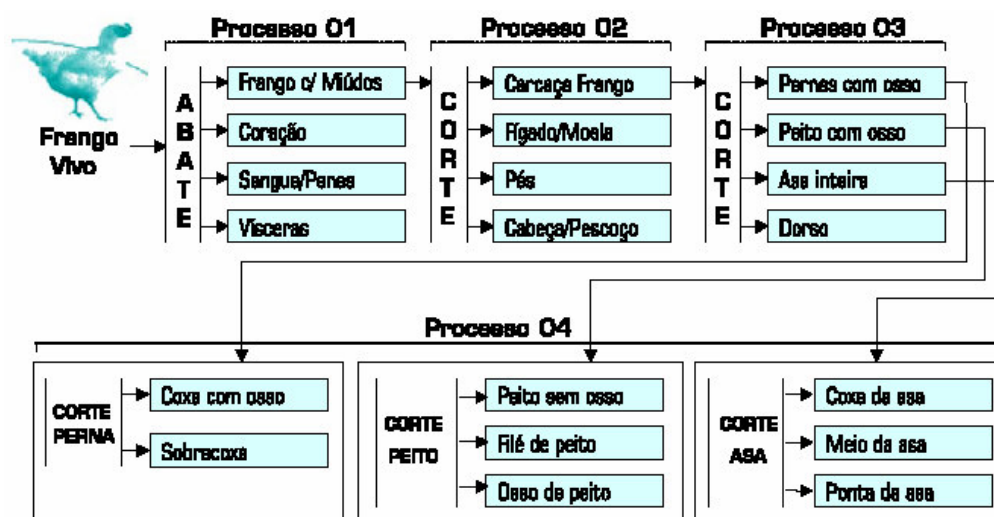 Processo 01
Processo 02
Processo 03
Frango Vivo
ABATE
Frango c/ Miúdos
Coração
Sangue/Penas
Vísceras
CORTE
Carcaça Frango
Fígado/Moela
Pés
Cabeça/Pescoço
CORTE
Pernas com osso
Peito com osso
Asa inteira
Dorso
Processo 04
CORTE PERNA
Coxa com osso
Sobrecoxa
CORTE PEITO
Peito sem osso
Filé de peito
Osso de peito
CORTE ASA
Coxa da asa
Meio da asa
Ponta da asa